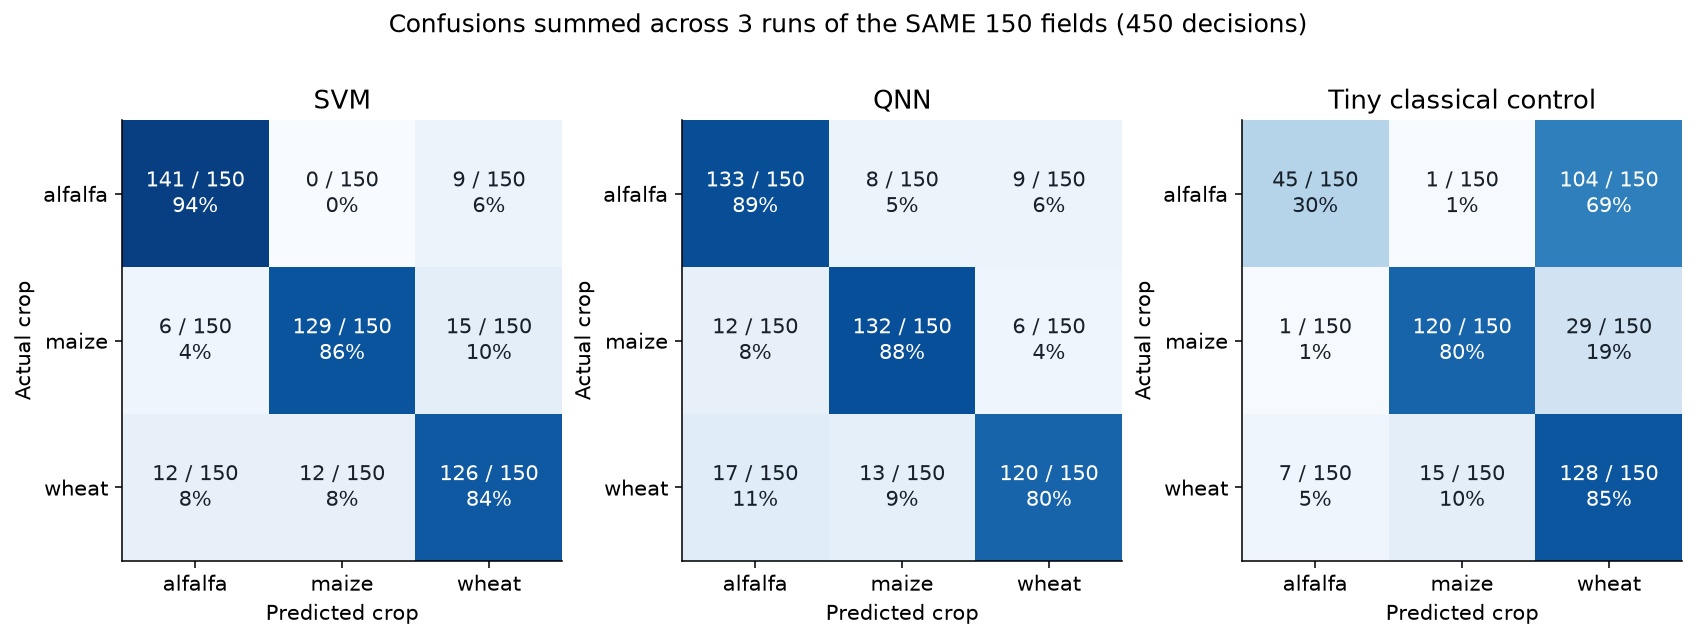 Confusions summed across 3 runs of the SAME 150 fields (450 decisions)
SVM
Actual crop
alfalfa
141 / 150
94%
0 / 150
0%
9 / 150
6%
maize
6 / 150
4%
129 / 150
86%
15 / 150
10%
wheat
12 / 150
8%
12 / 150
8%
126 / 150
84%
alfalfa
maize
wheat
Predicted crop
QNN
Actual crop
alfalfa
133 / 150
89%
8 / 150
5%
9 / 150
6%
maize
12 / 150
8%
132 / 150
88%
6 / 150
4%
wheat
17 / 150
11%
13 / 150
9%
120 / 150
80%
alfalfa
maize
wheat
Predicted crop
Tiny classical control
Actual crop
alfalfa
45 / 150
30%
1 / 150
1%
104 / 150
69%
maize
1 / 150
1%
120 / 150
80%
29 / 150
19%
wheat
7 / 150
5%
15 / 150
10%
128 / 150
85%
alfalfa
maize
wheat
Predicted crop